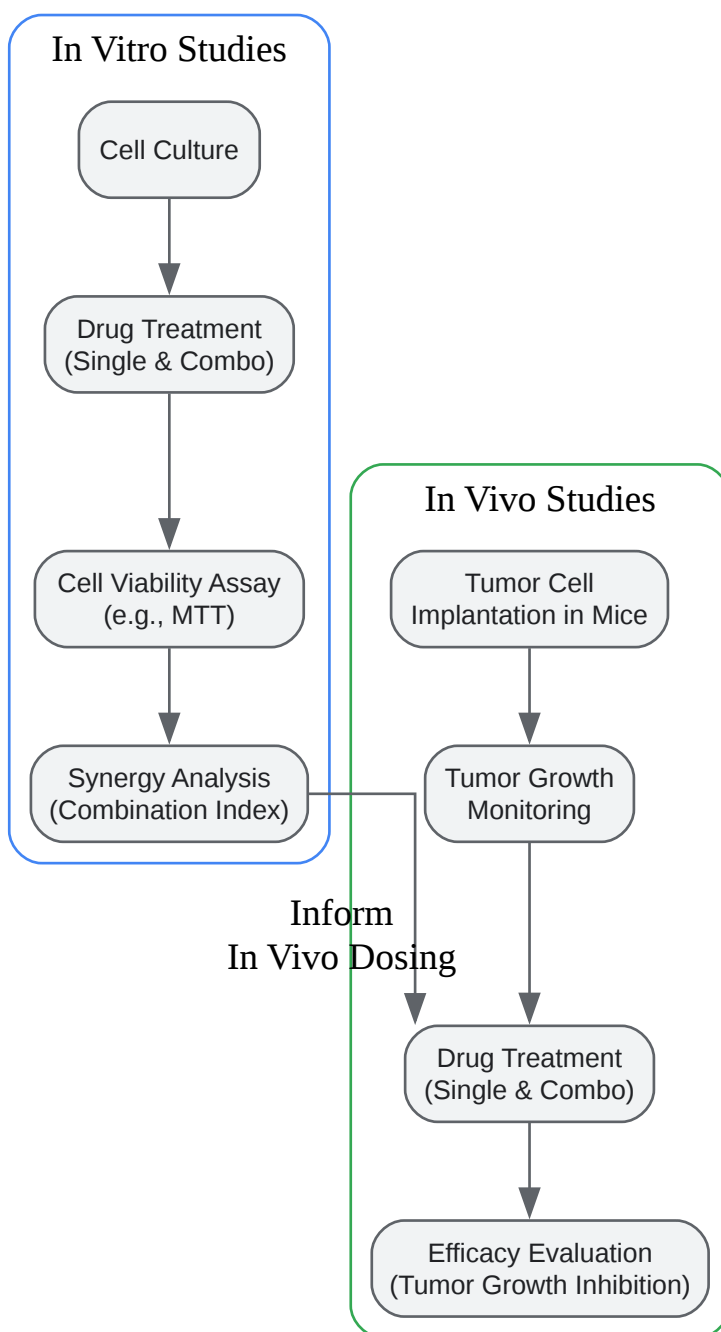 In Vitro Studies
Cell Culture
Drug Treatment
(Single & Combo)
Cell Viability Assay
(e.g., MTT)
Synergy Analysis
(Combination Index)
Inform
In Vivo Dosing
In Vivo Studies
Tumor Cell
Implantation in Mice
Tumor Growth
Monitoring
Drug Treatment
(Single & Combo)
Efficacy Evaluation
(Tumor Growth Inhibition)